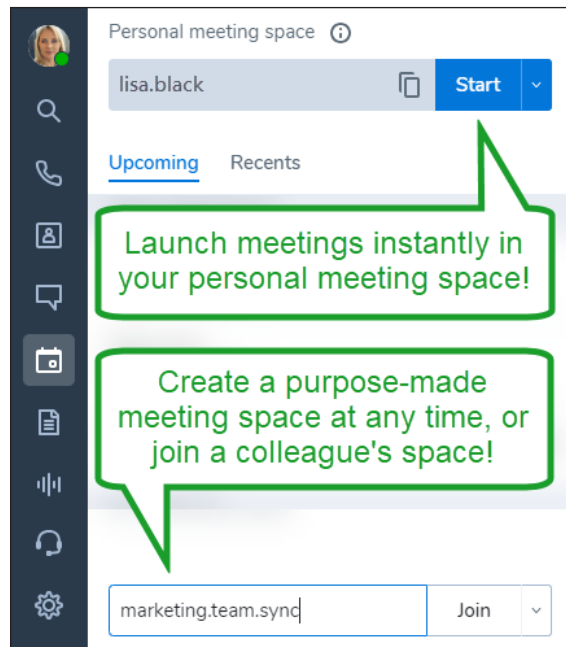 Personal meeting space
lisa.black
Start
Upcoming Recents
Launch meetings instantly in
your personal meeting space!
Create a purpose-made
meeting space at any time, or
join a colleague's space!
marketing.team.sync
Join